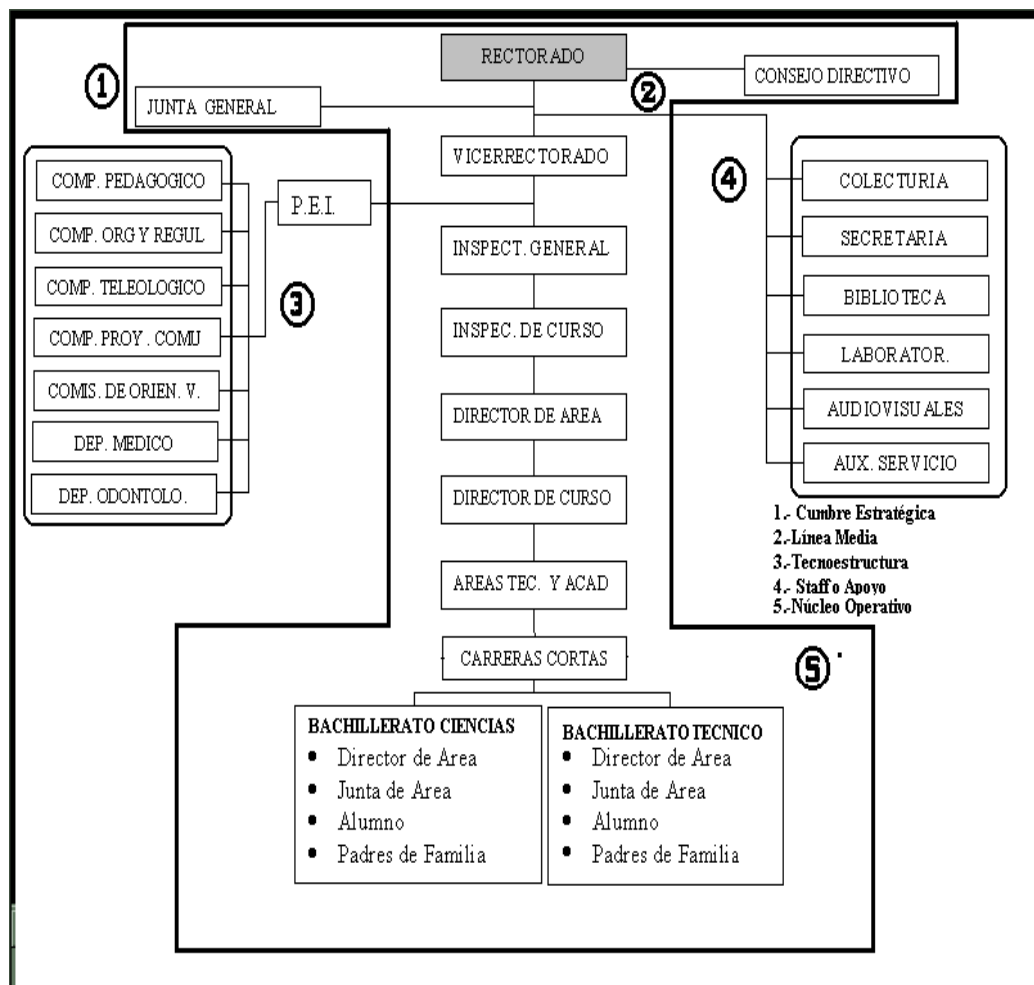 RECTORADO
CONSEJO DIRECTIVO
1
2
JUNTA GENERAL
VICERRECTORADO
4
COMP. PEDAGOGICO
COLECTURIA
P.E.I.
COMP. ORG Y REGUL
INSPECT. GENERAL
SECRETARIA
COMP. TELEOLOGICO
3
BIBLIOTECA
COMP. PROY. COMU
INSPEC. DE CURSO
LABORATOR.
COMIS. DE ORIEN. V.
DIRECTOR DE AREA
AUDIOVISUALES
DEP. MEDICO
AUX. SERVICIO
DEP. ODONTOLO.
DIRECTOR DE CURSO
1.- Cumbre Estratégica
2.-Línea Media
3.-Tecnoestructura
4.- Staff o Apoyo
5.-Núcleo Operativo
AREAS TEC. Y ACAD
CARRERAS CORTAS
5
BACHILLERATO CIENCIAS
• Director de Area
• Junta de Area
• Alumno
• Padres de Familia
BACHILLERATO TECNICO
• Director de Area
• Junta de Area
• Alumno
• Padres de Familia